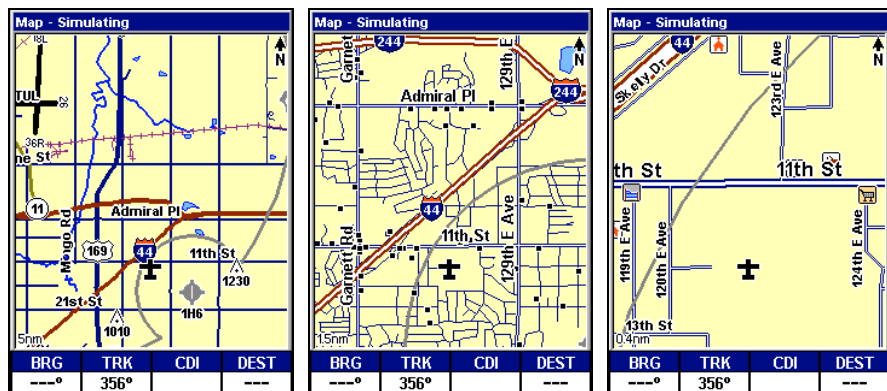 Map - Simulating
18L
N
TUL
26
36R
ne St
11
Mingo Rd
Admiral Pl
169
44
11th St
1230
21st St
1H6
1010
5nm
BRG TRK CDI DEST
---° 356° ---
Map - Simulating
244
Garnet
129th E
N
244
Admiral Pl
44
11th St
Garnett Rd
129th E Ave
1.5nm
BRG TRK CDI DEST
---° 356° ---
Map - Simulating
44
N
Skelly Dr
123rd E Ave
th St
11th St
119th E Ave
120th E Ave
124th E Ave
13th St
0.4nm
BRG TRK CDI DEST
---° 356° ---